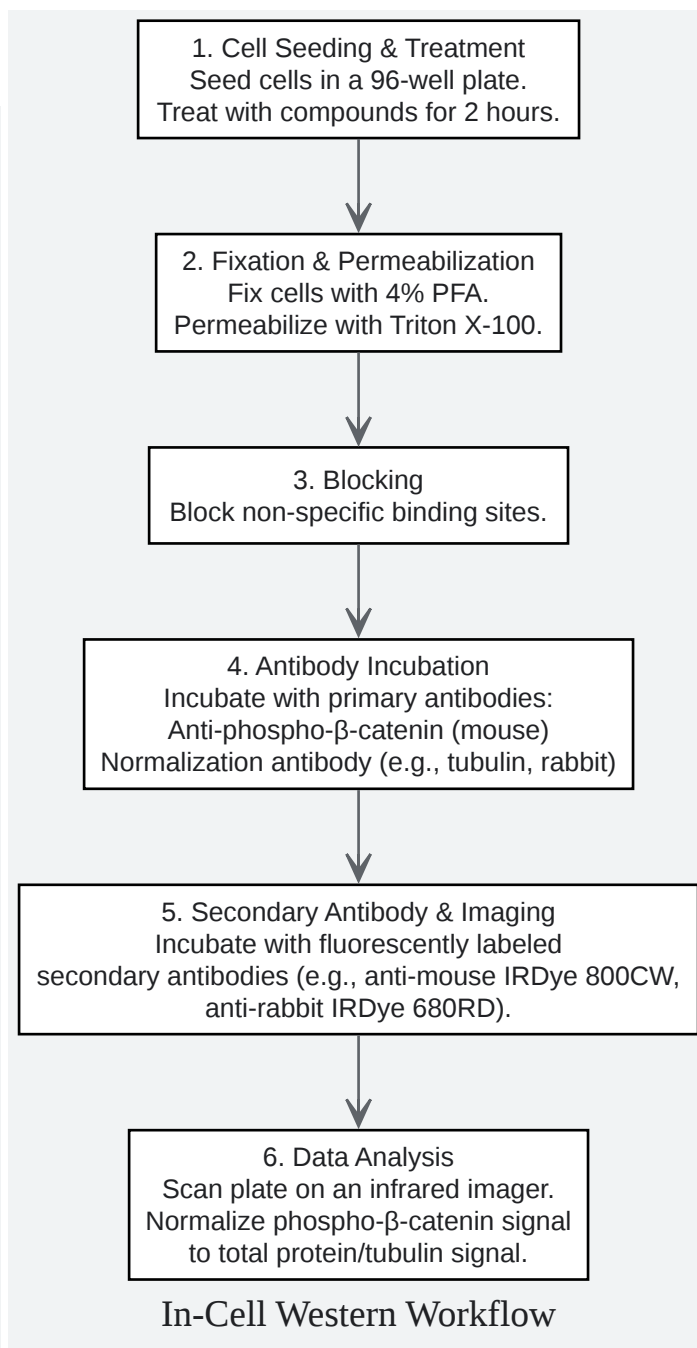 1. Cell Seeding & Treatment
Seed cells in a 96-well plate.
Treat with compounds for 2 hours.
2. Fixation & Permeabilization
Fix cells with 4% PFA.
Permeabilize with Triton X-100.
3. Blocking
Block non-specific binding sites.
4. Antibody Incubation
Incubate with primary antibodies:
Anti-phospho-β-catenin (mouse)
Normalization antibody (e.g., tubulin, rabbit)
5. Secondary Antibody & Imaging
Incubate with fluorescently labeled
secondary antibodies (e.g., anti-mouse IRDye 800CW,
anti-rabbit IRDye 680RD).
6. Data Analysis
Scan plate on an infrared imager.
Normalize phospho-β-catenin signal
to total protein/tubulin signal.
In-Cell Western Workflow